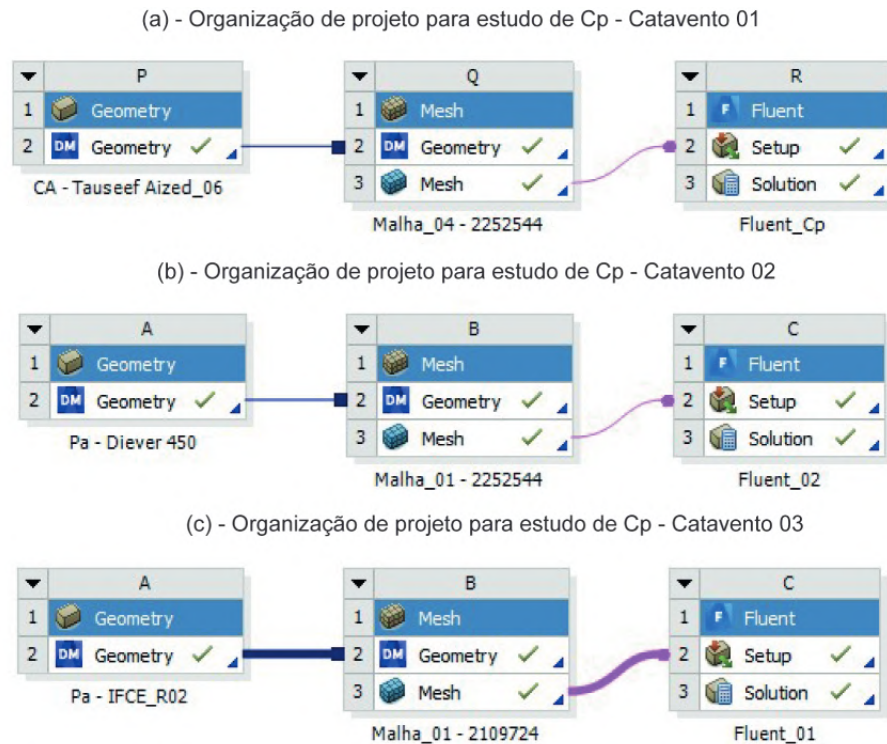 (a) - Organização de projeto para estudo de Cp - Catavento 01
P
1 Geometry
2 DM Geometry
CA - Tauseef Aized_06
Q
1 Mesh
2 DM Geometry
3 Mesh
Malha_04 - 2252544
R
1 F Fluent
2 Setup
3 Solution
Fluent_Cp
(b) - Organização de projeto para estudo de Cp - Catavento 02
A
1 Geometry
2 DM Geometry
Pa - Diever 450
B
1 Mesh
2 DM Geometry
3 Mesh
Malha_01 - 2252544
C
1 F Fluent
2 Setup
3 Solution
Fluent_02
(c) - Organização de projeto para estudo de Cp - Catavento 03
A
1 Geometry
2 DM Geometry
Pa - IFCE_R02
B
1 Mesh
2 DM Geometry
3 Mesh
Malha_01 - 2109724
C
1 F Fluent
2 Setup
3 Solution
Fluent_01